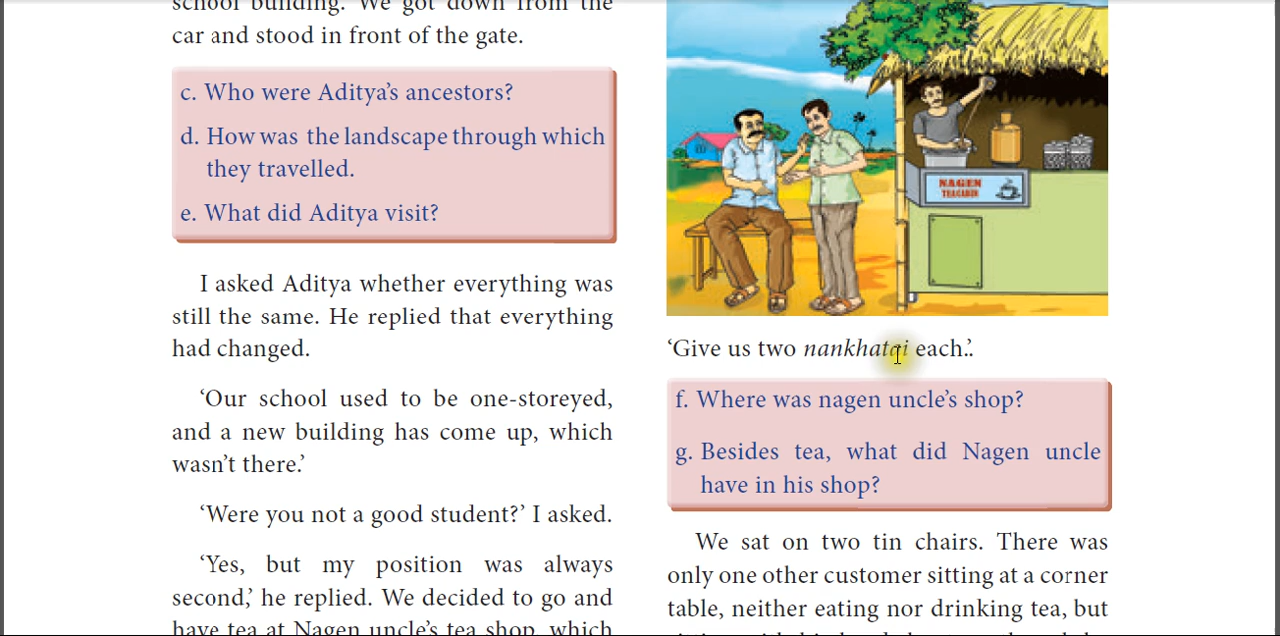 school building. We got down from the
car and stood in front of the gate.
c. Who were Aditya's ancestors?
d. How was the landscape through which
they travelled.
e. What did Aditya visit?
I asked Aditya whether everything was
still the same. He replied that everything
had changed.
‘Our school used to be one-storeyed,
and a new building has come up, which
wasn’t there.’
‘Were you not a good student?’ I asked.
‘Yes, but my position was always
second,’ he replied. We decided to go and
have tea at Nagen uncle’s tea shop, which
NAGEN
TEA CABIN
‘Give us two nankhatai each.’.
f. Where was nagen uncle’s shop?
g. Besides tea, what did Nagen uncle
have in his shop?
We sat on two tin chairs. There was
only one other customer sitting at a corner
table, neither eating nor drinking tea, but